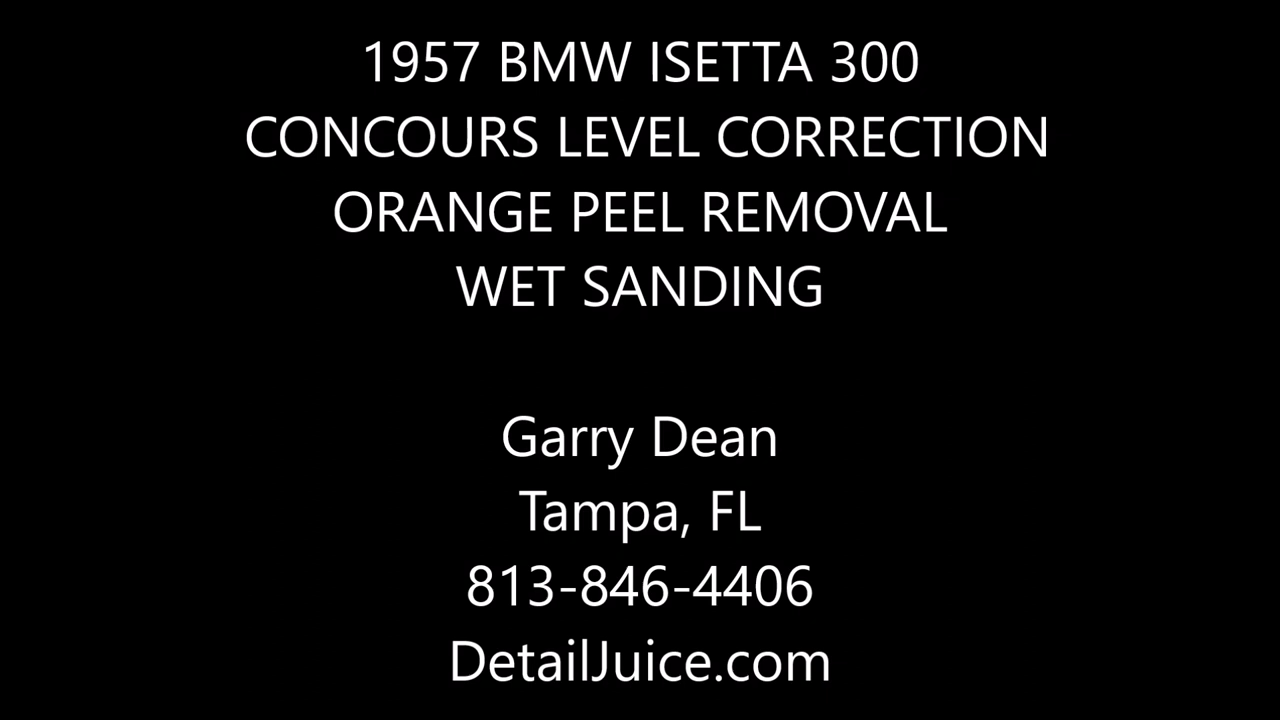 1957 BMW ISETTA 300
CONCOURS LEVEL CORRECTION
ORANGE PEEL REMOVAL
WET SANDING
Garry Dean
Tampa, FL
813-846-4406
DetailJuice.com